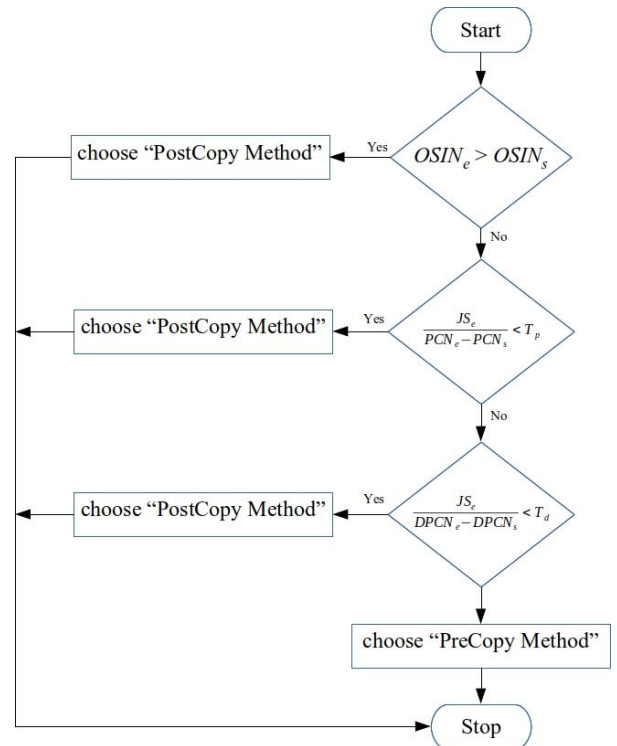 Start
OSIN_e > OSIN_s
Yes
choose “PostCopy Method”
No
JS_e / (PCN_e − PCN_s) < T_p
Yes
choose “PostCopy Method”
No
JS_e / (DPCN_e − DPCN_s) < T_d
Yes
choose “PostCopy Method”
choose “PreCopy Method”
Stop